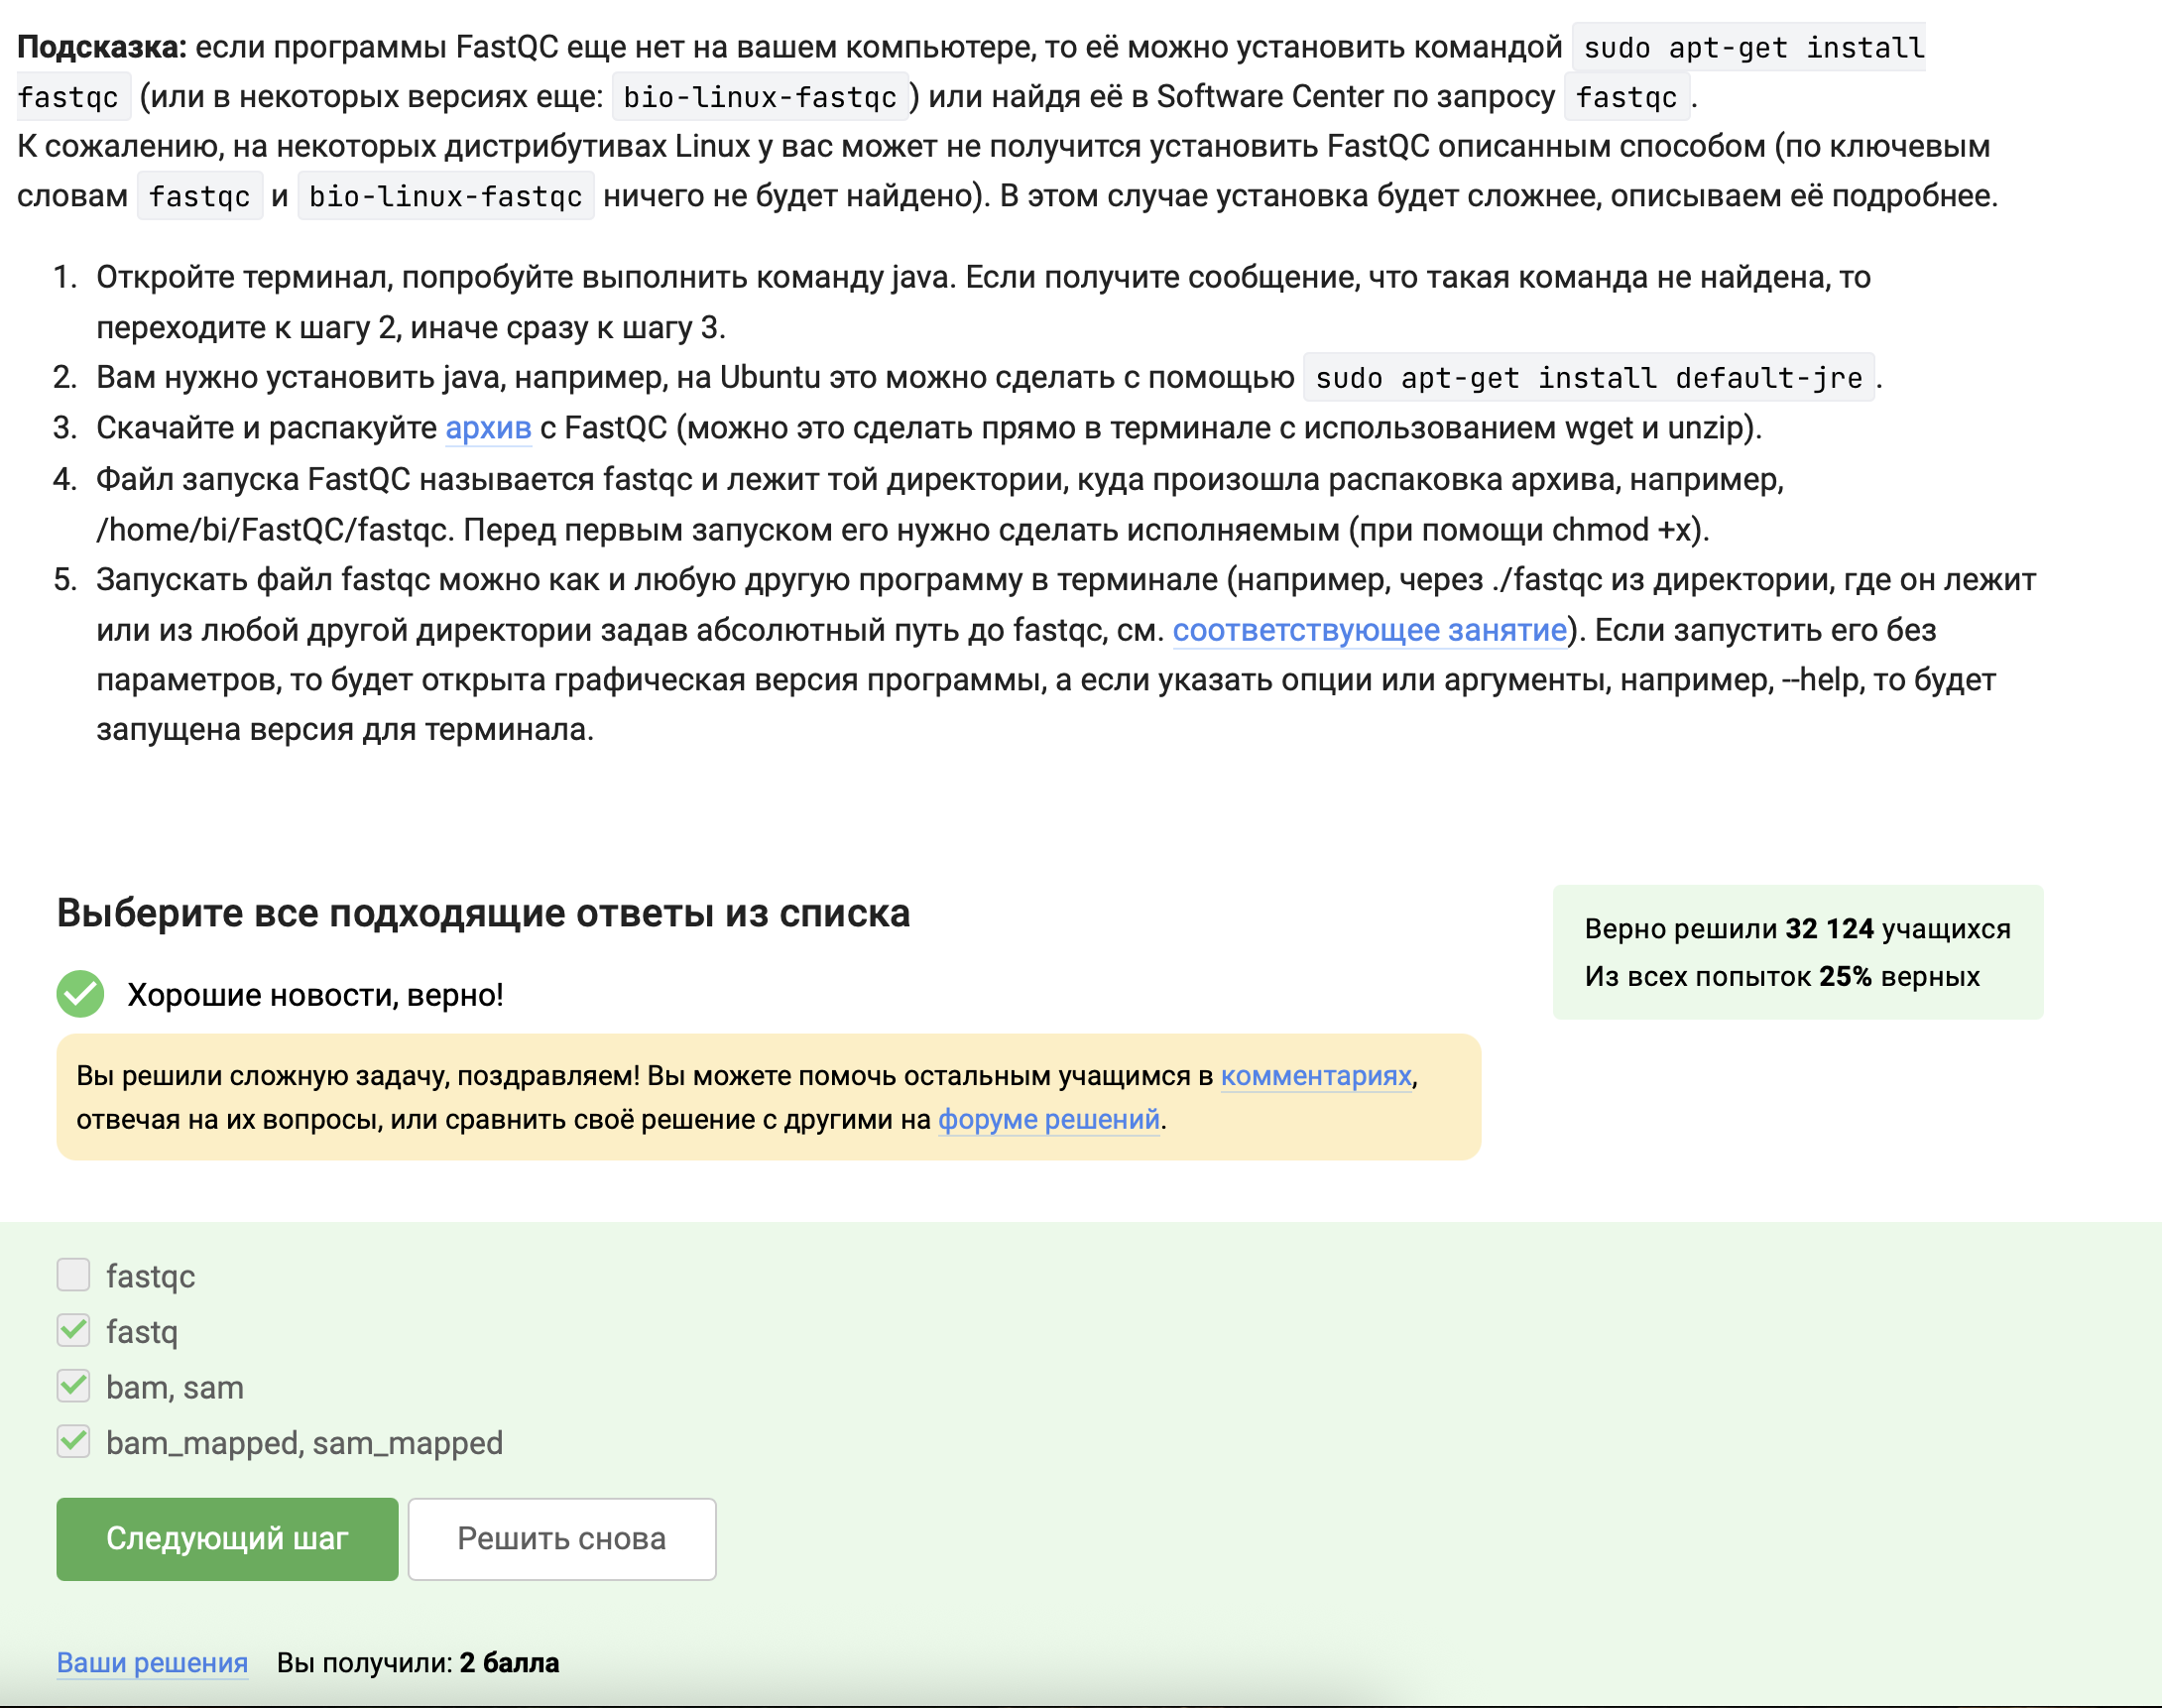 Подсказка: если программы FastQC еще нет на вашем компьютере, то её можно установить командой sudo apt-get install
fastqc (или в некоторых версиях еще: bio-linux-fastqc) или найдя её в Software Center по запросу fastqc.
К сожалению, на некоторых дистрибутивах Linux у вас может не получится установить FastQC описанным способом (по ключевым
словам fastqc и bio-linux-fastqc ничего не будет найдено). В этом случае установка будет сложнее, описываем её подробнее.
1. Откройте терминал, попробуйте выполнить команду java. Если получите сообщение, что такая команда не найдена, то
переходите к шагу 2, иначе сразу к шагу 3.
2. Вам нужно установить java, например, на Ubuntu это можно сделать с помощью sudo apt-get install default-jre.
3. Скачайте и распакуйте архив с FastQC (можно это сделать прямо в терминале с использованием wget и unzip).
4. Файл запуска FastQC называется fastqc и лежит той директории, куда произошла распаковка архива, например,
/home/bi/FastQC/fastqc. Перед первым запуском его нужно сделать исполняемым (при помощи chmod +x).
5. Запускать файл fastqc можно как и любую другую программу в терминале (например, через ./fastqc из директории, где он лежит
или из любой другой директории задав абсолютный путь до fastqc, см. соответствующее занятие). Если запустить его без
параметров, то будет открыта графическая версия программы, а если указать опции или аргументы, например, --help, то будет
запущена версия для терминала.
Выберите все подходящие ответы из списка
Верно решили 32 124 учащихся
Из всех попыток 25% верных
Хорошие новости, верно!
Вы решили сложную задачу, поздравляем! Вы можете помочь остальным учащимся в комментариях,
отвечая на их вопросы, или сравнить своё решение с другими на форуме решений.
fastqc
fastq
bam, sam
bam_mapped, sam_mapped
Следующий шаг
Решить снова
Ваши решения Вы получили: 2 балла